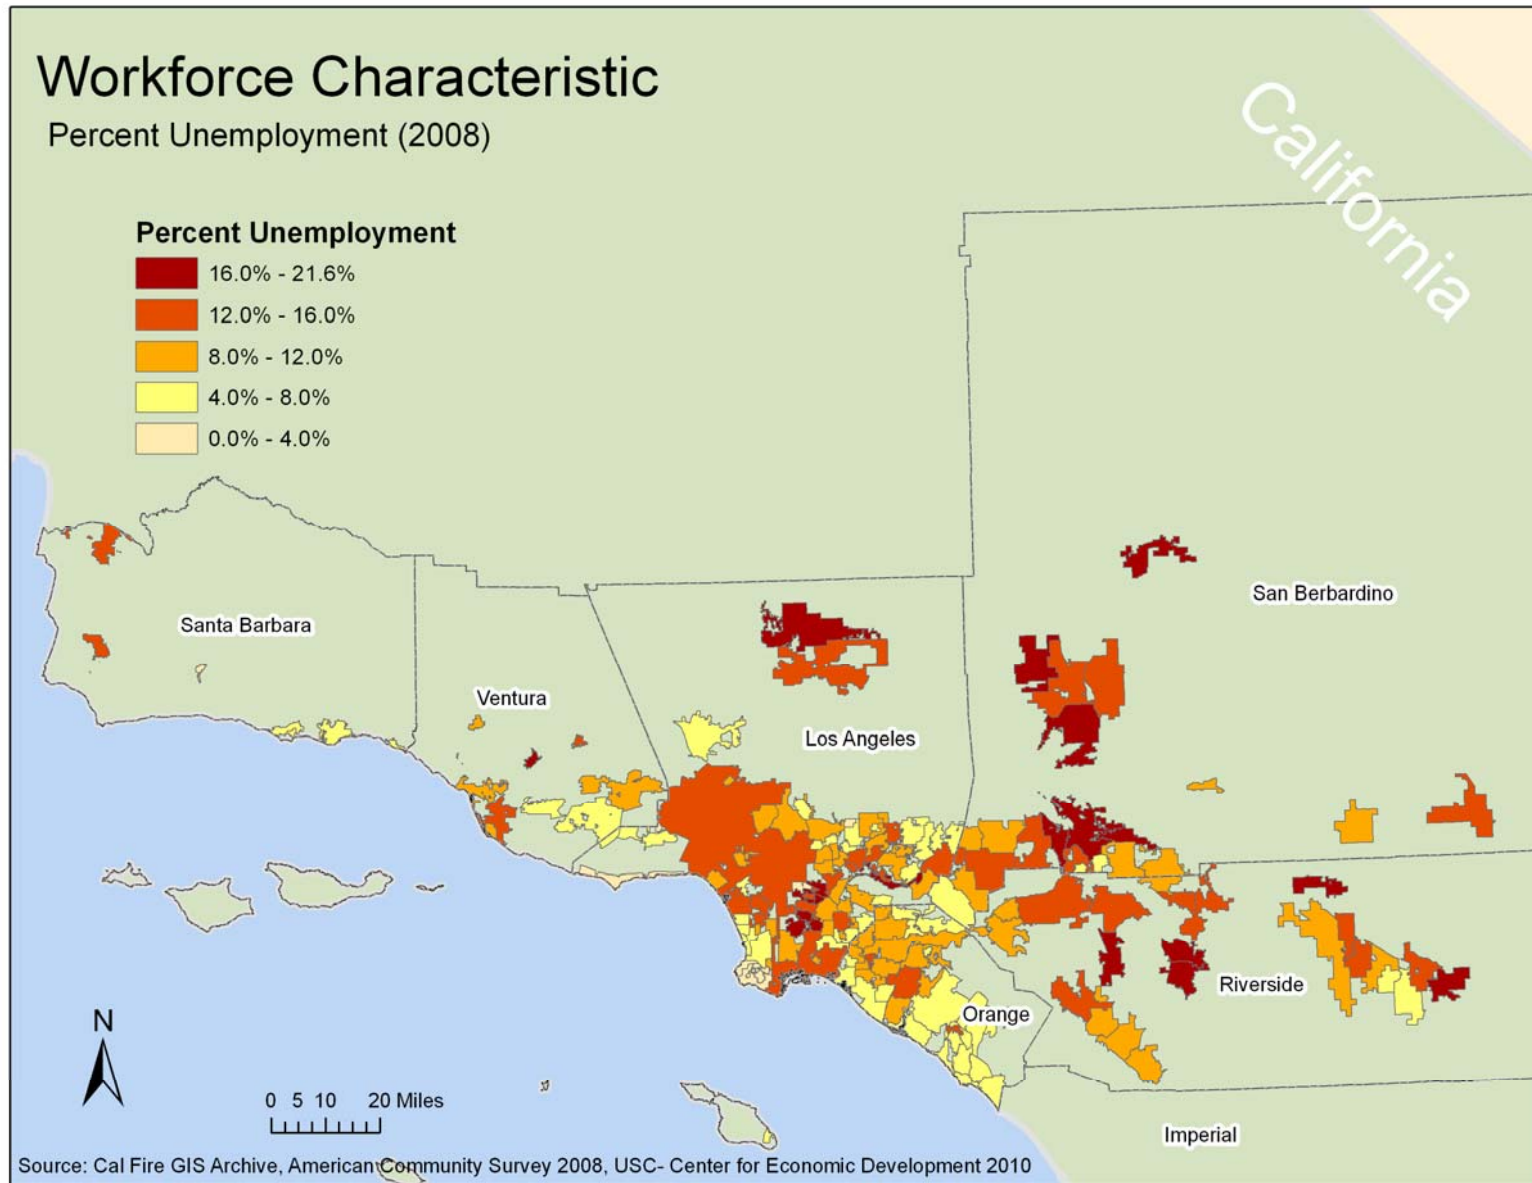 Workforce Characteristic
Percent Unemployment (2008)
California
Percent Unemployment
16.0% - 21.6%
12.0% - 16.0%
8.0% - 12.0%
4.0% - 8.0%
0.0% - 4.0%
San Berbardino
Santa Barbara
Ventura
Los Angeles
Riverside
Orange
N
0 5 10 20 Miles
Imperial
Source: Cal Fire GIS Archive, American Community Survey 2008, USC- Center for Economic Development 2010